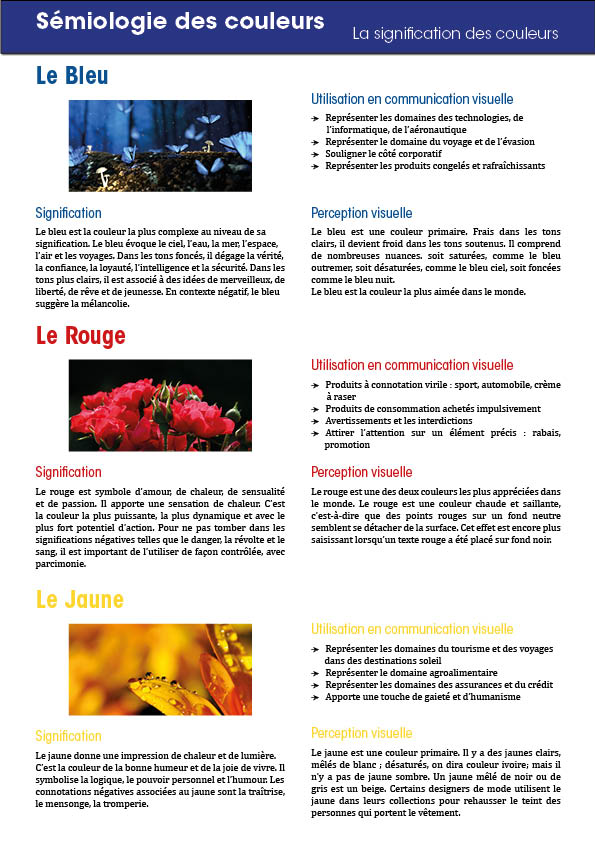 Sémiologie des couleurs
La signification des couleurs
Le Bleu
Utilisation en communication visuelle
➔ Représenter les domaines des technologies, de
l’informatique, de l’aéronautique
➔ Représenter le domaine du voyage et de l’évasion
➔ Souligner le côté corporatif
➔ Représenter les produits congelés et rafraîchissants
Signification
Le bleu est la couleur la plus complexe au niveau de sa
signification. Le bleu évoque le ciel, l’eau, la mer, l’espace,
l’air et les voyages. Dans les tons foncés, il dégage la vérité,
la confiance, la loyauté, l’intelligence et la sécurité. Dans les
tons plus clairs, il est associé à des idées de merveilleux, de
liberté, de rêve et de jeunesse. En contexte négatif, le bleu
suggère la mélancolie.
Perception visuelle
Le bleu est une couleur primaire. Frais dans les tons
clairs, il devient froid dans les tons soutenus. Il comprend
de nombreuses nuances. soit saturées, comme le bleu
outremer, soit désaturées, comme le bleu ciel, soit foncées
comme le bleu nuit.
Le bleu est la couleur la plus aimée dans le monde.
Le Rouge
Utilisation en communication visuelle
➔ Produits à connotation virile : sport, automobile, crème
à raser
➔ Produits de consommation achetés impulsivement
➔ Avertissements et les interdictions
➔ Attirer l’attention sur un élément précis : rabais,
promotion
Signification
Le rouge est symbole d’amour, de chaleur, de sensualité
et de passion. Il apporte une sensation de chaleur. C’est
la couleur la plus puissante, la plus dynamique et avec le
plus fort potentiel d’action. Pour ne pas tomber dans les
significations négatives telles que le danger, la révolte et le
sang, il est important de l’utiliser de façon contrôlée, avec
parcimonie.
Perception visuelle
Le rouge est une des deux couleurs les plus appréciées dans
le monde. Le rouge est une couleur chaude et saillante,
c’est-à-dire que des points rouges sur un fond neutre
semblent se détacher de la surface. Cet effet est encore plus
saisissant lorsqu’un texte rouge a été placé sur fond noir.
Le Jaune
Utilisation en communication visuelle
➔ Représenter les domaines du tourisme et des voyages
dans des destinations soleil
➔ Représenter le domaine agroalimentaire
➔ Représenter les domaines des assurances et du crédit
➔ Apporte une touche de gaieté et d’humanisme
Signification
Le jaune donne une impression de chaleur et de lumière.
C’est la couleur de la bonne humeur et de la joie de vivre. Il
symbolise la logique, le pouvoir personnel et l’humour. Les
connotations négatives associées au jaune sont la traîtrise,
le mensonge, la tromperie.
Perception visuelle
Le jaune est une couleur primaire. Il y a des jaunes clairs,
mêlés de blanc ; désaturés, on dira couleur ivoire; mais il
n’y a pas de jaune sombre. Un jaune mêlé de noir ou de
gris est un beige. Certains designers de mode utilisent le
jaune dans leurs collections pour rehausser le teint des
personnes qui portent le vêtement.